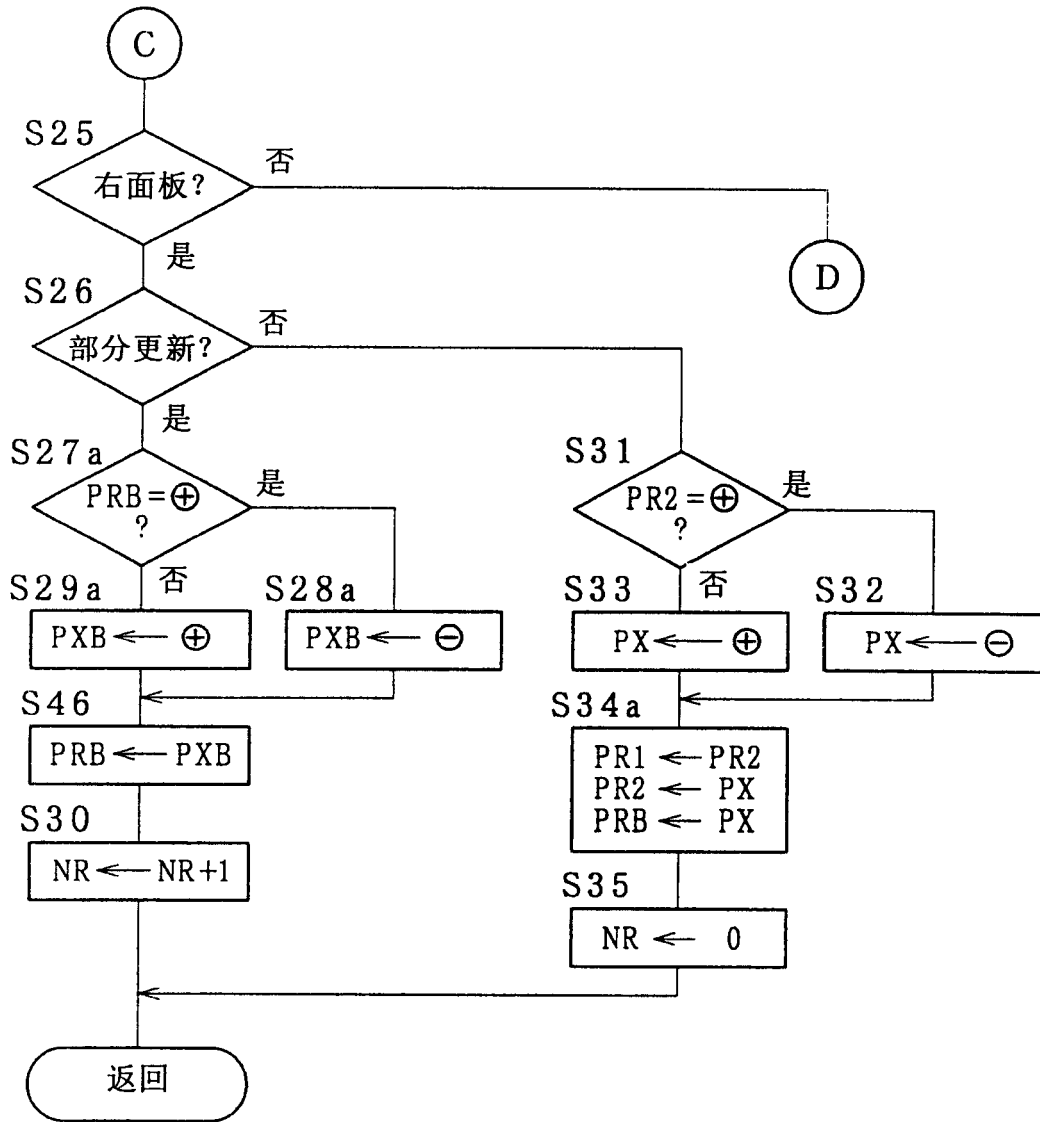 C
S25
右面板?
否
是
D
S26
部分更新?
否
是
S27a
PRB=⊕
?
是
否
S31
PR2=⊕
?
是
否
S29a
PXB← ⊕
S28a
PXB← ⊖
S33
PX← ⊕
S32
PX← ⊖
S46
PRB← PXB
S34a
PR1 ← PR2
PR2 ← PX
PRB ← PX
S30
NR← NR+1
S35
NR ← 0
返回